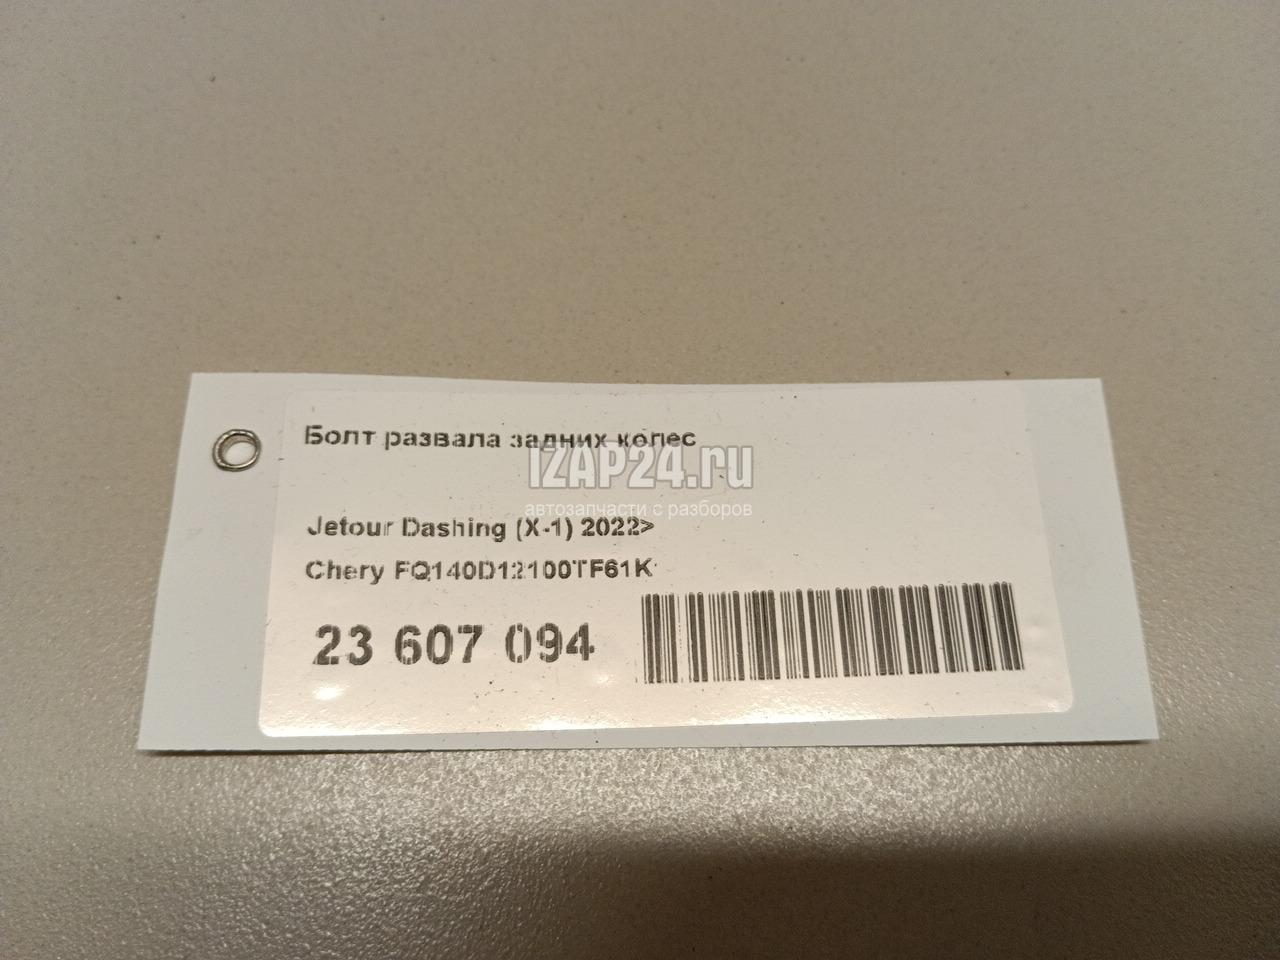 Болт развала задних колес
IZAP24.ru
автозапчасти с разборов
Jetour Dashing (X-1) 2022>
Chery FQ140D12100TF61K
23 607 094